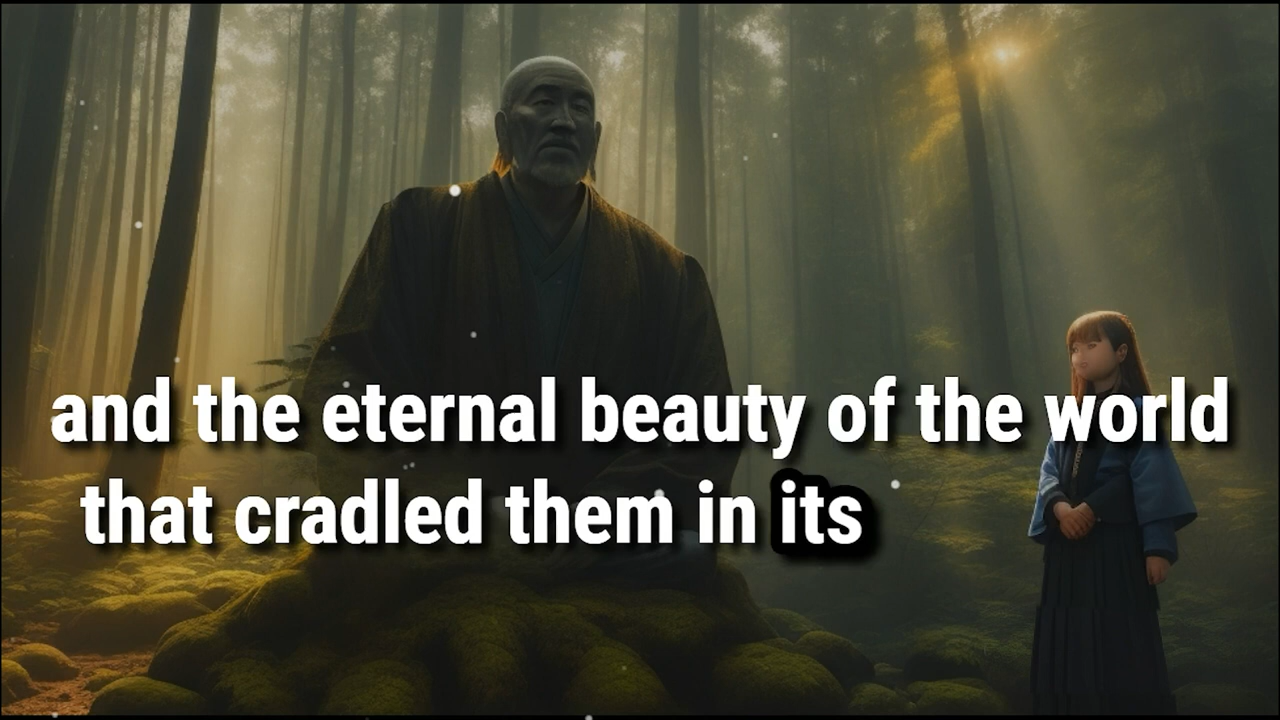 and the eternal beauty of the world
that cradled them in its